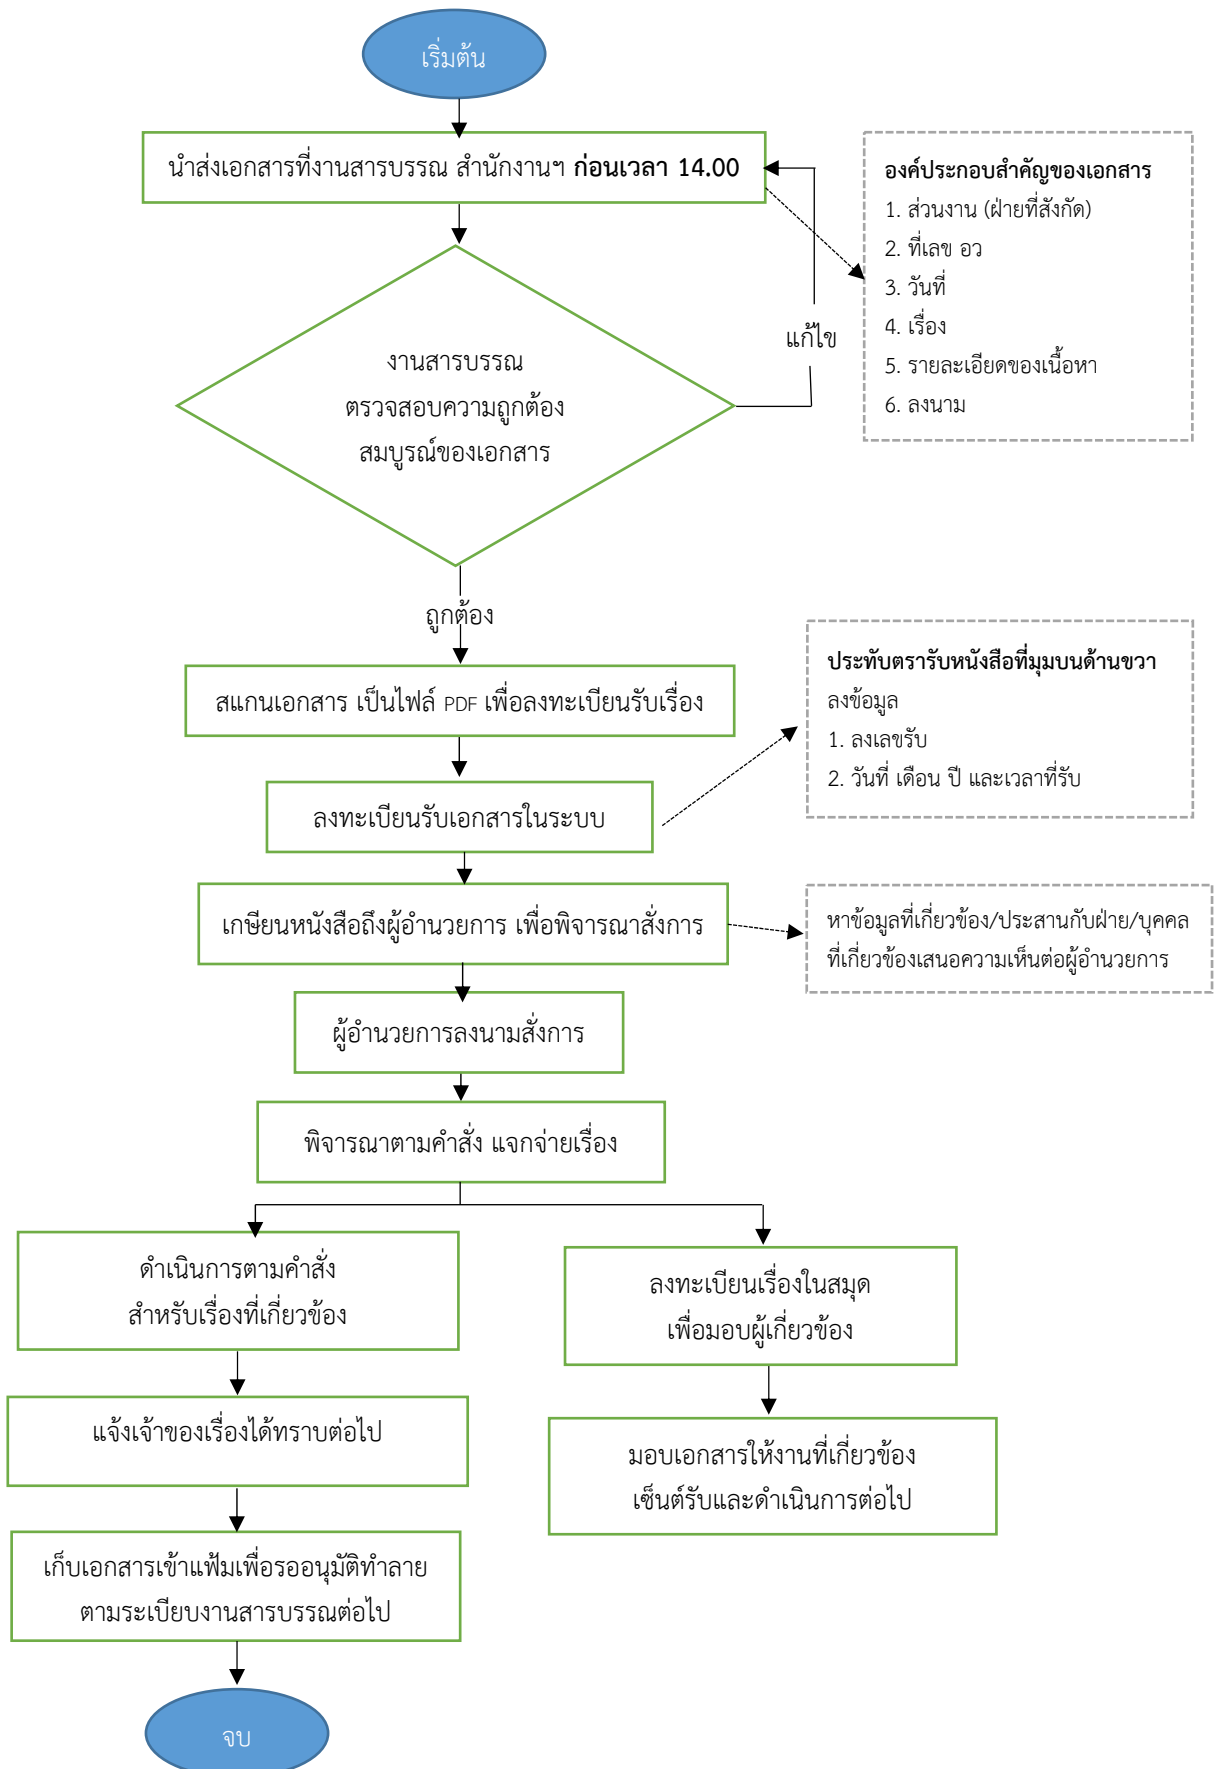 เริ่มต้น
นำส่งเอกสารที่งานสารบรรณ สำนักงานฯ ก่อนเวลา 14.00
องค์ประกอบสำคัญของเอกสาร
1. ส่วนงาน (ฝ่ายที่สังกัด)
2. ที่เลข อว
3. วันที่
4. เรื่อง
5. รายละเอียดของเนื้อหา
6. ลงนาม
แก้ไข
งานสารบรรณ
ตรวจสอบความถูกต้อง
สมบูรณ์ของเอกสาร
ถูกต้อง
ประทับตรารับหนังสือที่มุมบนด้านขวา
ลงข้อมูล
1. ลงเลขรับ
2. วันที่ เดือน ปี และเวลาที่รับ
สแกนเอกสาร เป็นไฟล์ PDF เพื่อลงทะเบียนรับเรื่อง
ลงทะเบียนรับเอกสารในระบบ
เกษียนหนังสือถึงผู้อำนวยการ เพื่อพิจารณาสั่งการ
หาข้อมูลที่เกี่ยวข้อง/ประสานกับฝ่าย/บุคคล
ที่เกี่ยวข้องเสนอความเห็นต่อผู้อำนวยการ
ผู้อำนวยการลงนามสั่งการ
พิจารณาตามคำสั่ง แจกจ่ายเรื่อง
ดำเนินการตามคำสั่ง
สำหรับเรื่องที่เกี่ยวข้อง
ลงทะเบียนเรื่องในสมุด
เพื่อมอบผู้เกี่ยวข้อง
แจ้งเจ้าของเรื่องได้ทราบต่อไป
มอบเอกสารให้งานที่เกี่ยวข้อง
เซ็นต์รับและดำเนินการต่อไป
เก็บเอกสารเข้าแฟ้มเพื่อรออนุมัติทำลาย
ตามระเบียบงานสารบรรณต่อไป
จบ